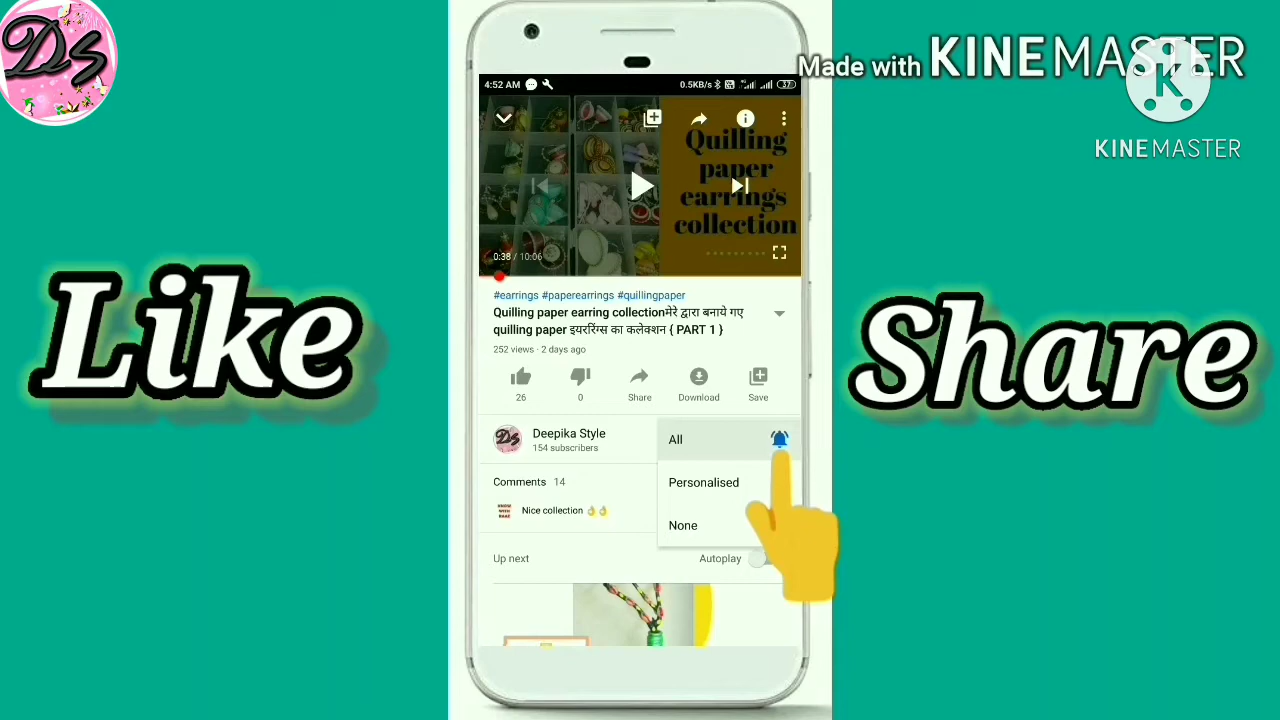 Ds
Made with KINEMASTER
K
KINEMASTER
4:52 AM
0.5KB/s
37
Quilling
paper
earrings
collection
0:38 / 10:06
#earrings #paperearrings #quillingpaper
Quilling paper earring collectionमेरे द्वारा बनाये गए
quilling paper इयररिंग्स का कलेक्शन { PART 1 }
252 views · 2 days ago
26
0
Share
Download
Save
Like
Share
Ds
Deepika Style
154 subscribers
All
Personalised
None
Comments 14
Nice collection 👌👌
Up next
Autoplay